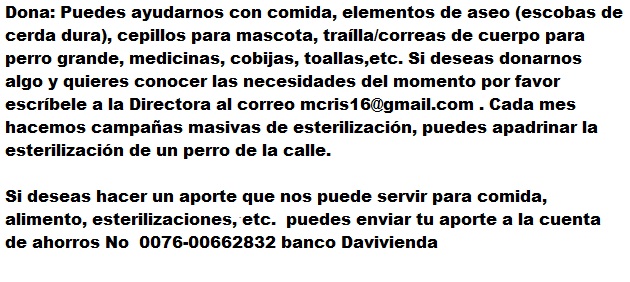 Dona: Puedes ayudarnos con comida, elementos de aseo (escobas de
cerda dura), cepillos para mascota, traílla/correas de cuerpo para
perro grande, medicinas, cobijas, toallas,etc. Si deseas donarnos
algo y quieres conocer las necesidades del momento por favor
escríbele a la Directora al correo mcris16@gmail.com . Cada mes
hacemos campañas masivas de esterilización, puedes apadrinar la
esterilización de un perro de la calle.

Si deseas hacer un aporte que nos puede servir para comida,
alimento, esterilizaciones, etc.  puedes enviar tu aporte a la cuenta
de ahorros No  0076-00662832 banco Davivienda